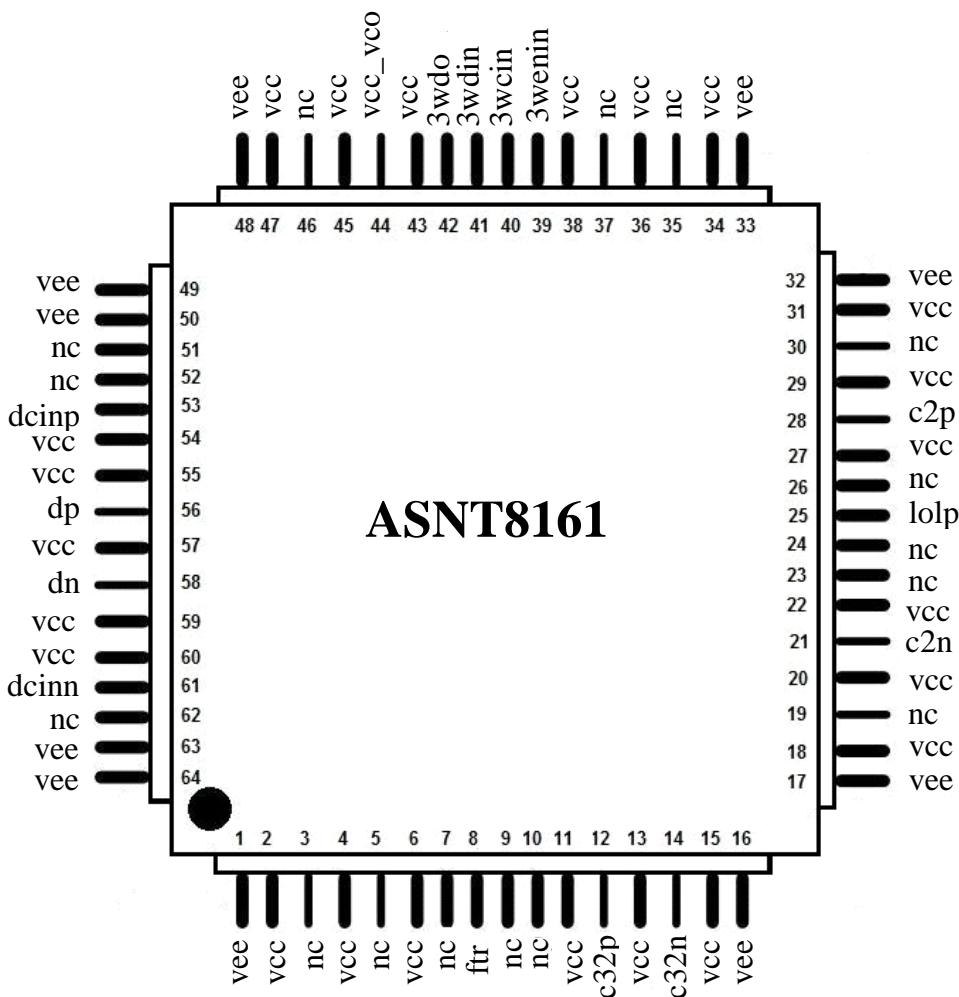 vee vcc nc vcc vcc_vco vcc 3wdo 3wdin 3wcin 3wenin vcc nc vcc nc vcc vee
48 47 46 45 44 43 42 41 40 39 38 37 36 35 34 33
vee 49
vee 50
nc 51
nc 52
dcinp 53
vcc 54
vcc 55
dp 56
vcc 57
dn 58
vcc 59
vcc 60
dcinn 61
nc 62
vee 63
vee 64
ASNT8161
32 vee
31 vcc
30 nc
29 vcc
28 c2p
27 vcc
26 nc
25 lolp
24 nc
23 nc
22 vcc
21 c2n
20 vcc
19 nc
18 vcc
17 vee
1 2 3 4 5 6 7 8 9 10 11 12 13 14 15 16
vee vcc nc vcc nc vcc nc ftr nc nc vcc c32p vcc c32n vcc vee